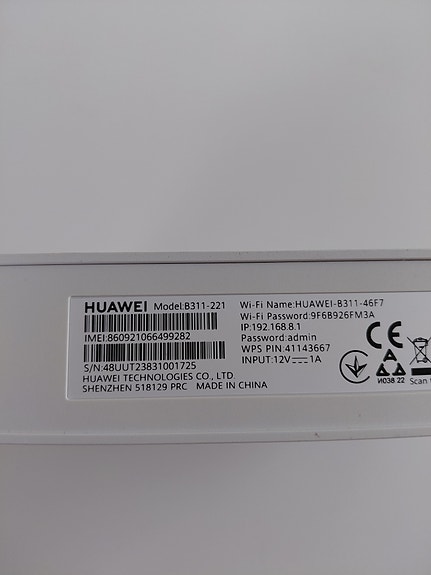 HUAWEI Model:B311-221
IMEI:860921066499282
S/N:48UUT23831001725
HUAWEI TECHNOLOGIES CO., LTD.
SHENZHEN 518129 PRC MADE IN CHINA
Wi-Fi Name:HUAWEI-B311-46F7
Wi-Fi Password:9F6B926FM3A
IP:192.168.8.1
Password:admin
WPS PIN:41143667
INPUT:12V⎓1A
CE
И038 22
Scan